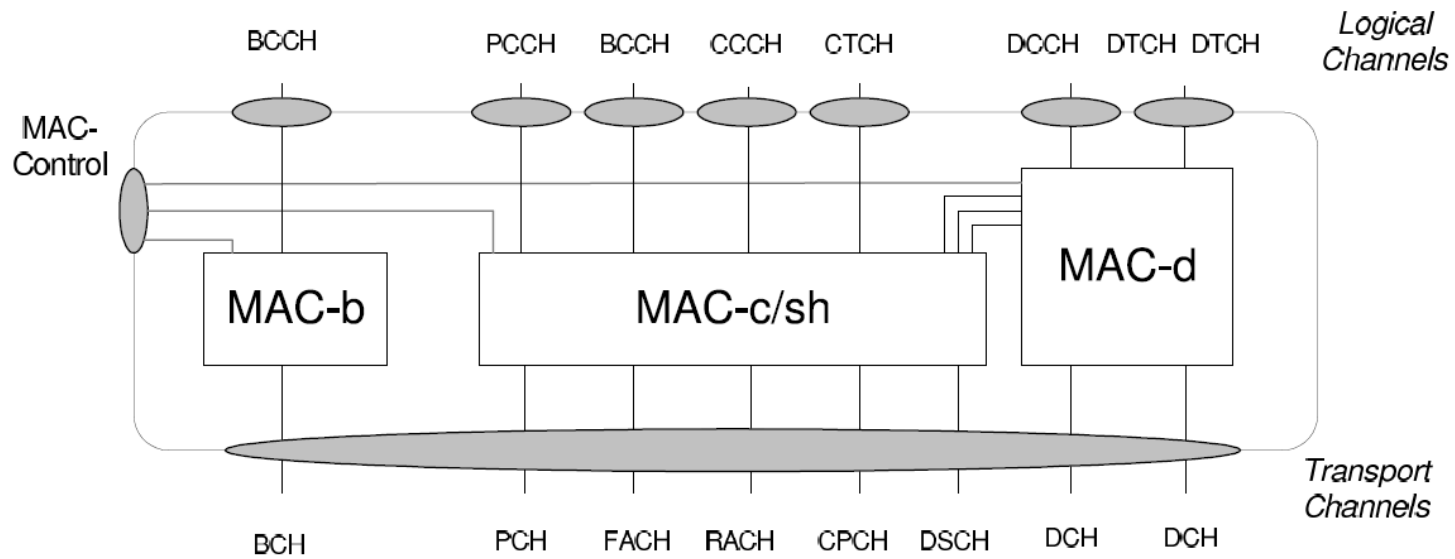 BCCH PCCH BCCH CCCH CTCH DCCH DTCH DTCH
Logical
Channels
MAC-
Control
MAC-b
MAC-c/sh
MAC-d
Transport
Channels
BCH PCH FACH RACH CPCH DSCH DCH DCH